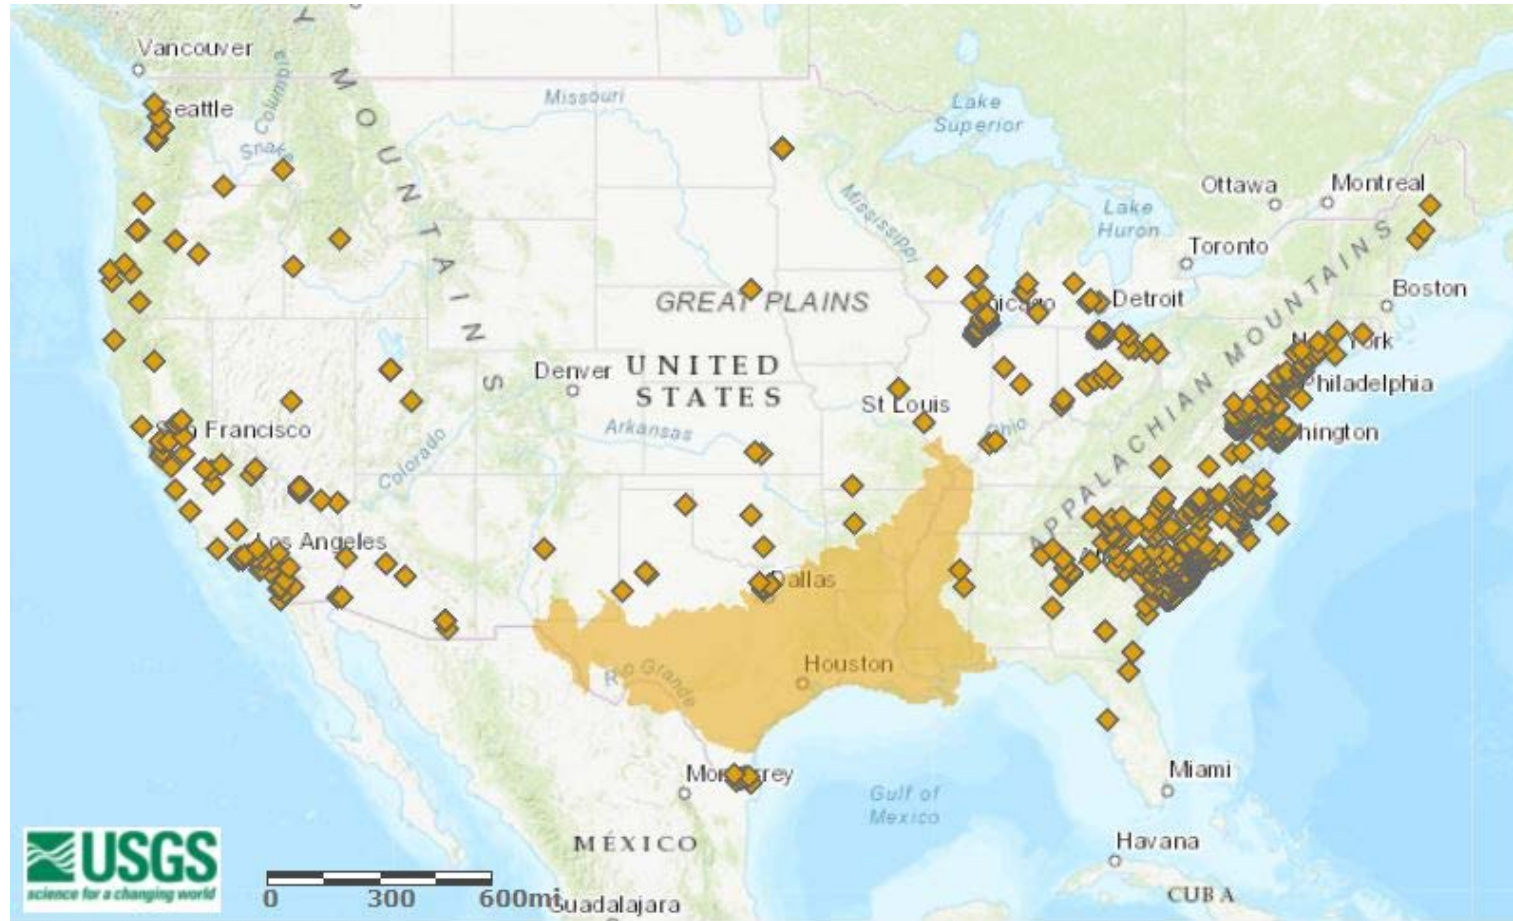 Vancouver
Seattle
Columbia
Snake
Missouri
Lake
Superior
Ottawa
Montreal
Lake
Huron
Toronto
Mississippi
MOUNTAINS
GREAT PLAINS
Detroit
Boston
Denver
UNITED
STATES
St Louis
Philadelphia
APPALACHIAN MOUNTAINS
San Francisco
Arkansas
Ohio
Colorado
Los Angeles
Dallas
Houston
Rio Grande
Monterrey
Miami
Gulf of
Mexico
MÉXICO
Havana
CUBA
Guadalajara
USGS
science for a changing world
0 300 600mi